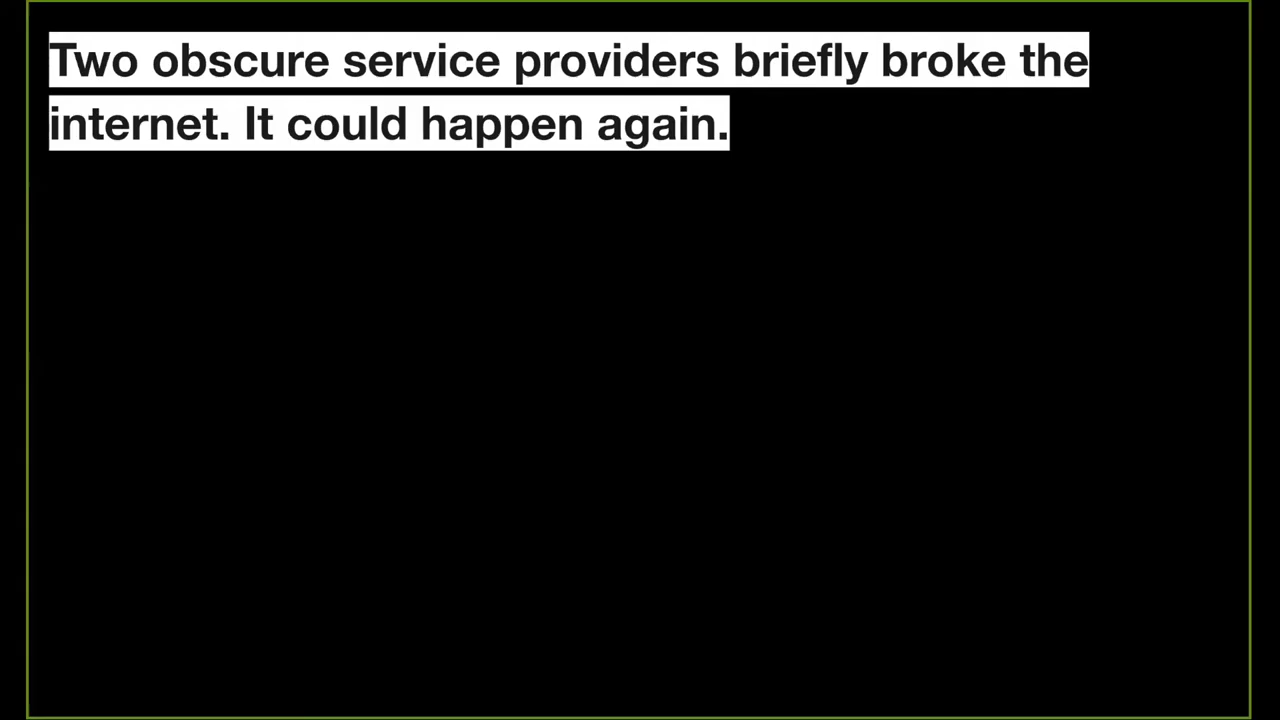 Two obscure service providers briefly broke the
internet. It could happen again.